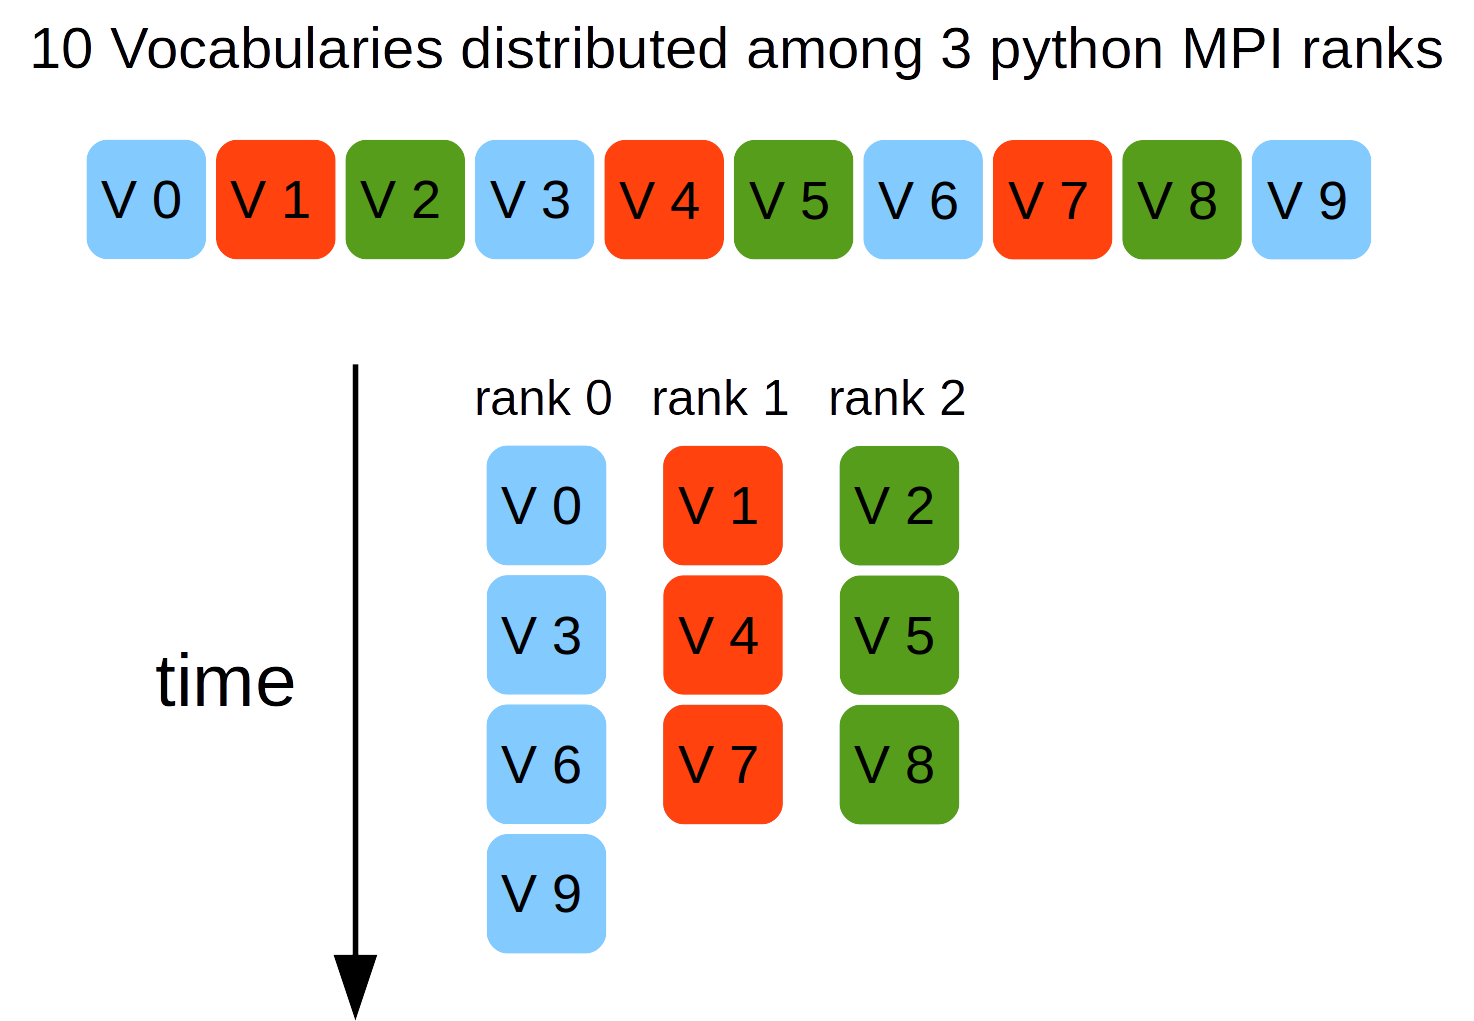 10 Vocabularies distributed among 3 python MPI ranks
V 0 V 1 V 2 V 3 V 4 V 5 V 6 V 7 V 8 V 9
rank 0 rank 1 rank 2
V 0 V 1 V 2
V 3 V 4 V 5
time
V 6 V 7 V 8
V 9